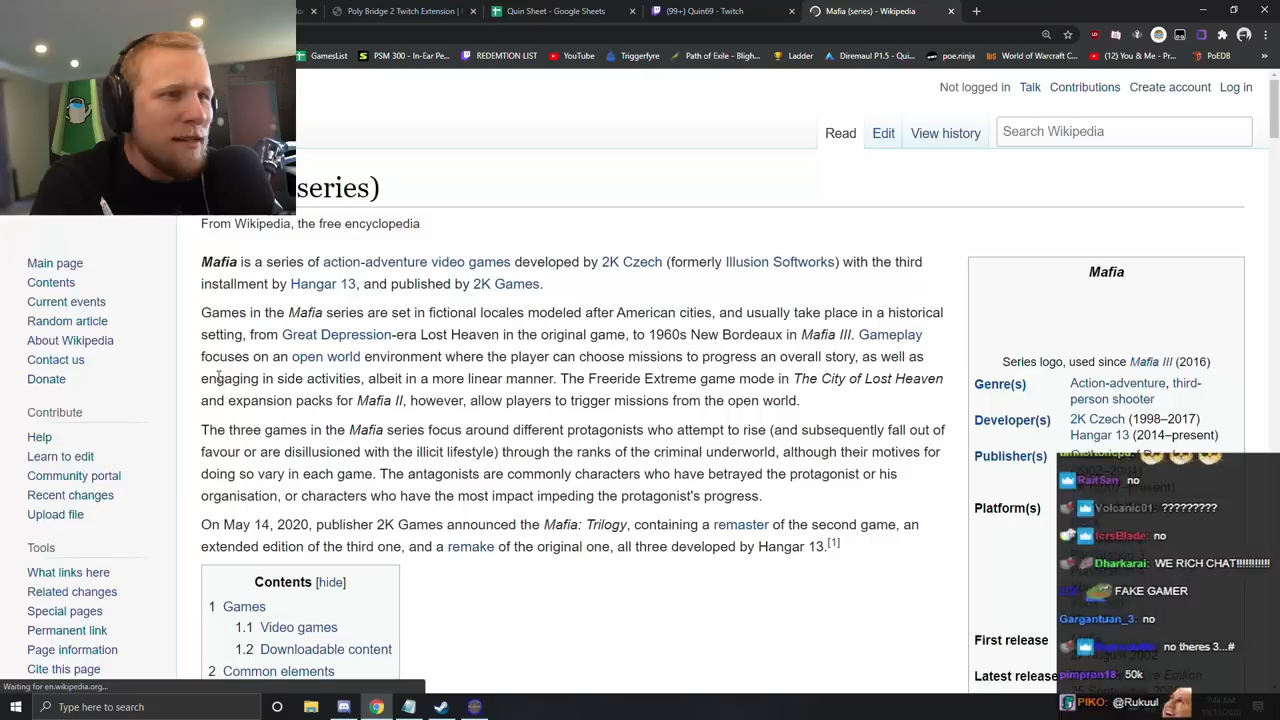 Poly Bridge 2 Twitch Extension |
Quin Sheet - Google Sheets
(99+) Quin69 - Twitch
Mafia (series) - Wikipedia
GamesList
PSM 300 - In-Ear Pe...
REDEMTION LIST
YouTube
Triggerfyre
Path of Exile - Bligh...
Ladder
Diremaul P1.5 - Qui...
poe.ninja
World of Warcraft C...
(12) You & Me - Pr...
PoEDB
Not logged in Talk Contributions Create account Log in
Read Edit View history
Search Wikipedia
series)
From Wikipedia, the free encyclopedia
Main page
Contents
Current events
Random article
About Wikipedia
Contact us
Donate
Contribute
Help
Learn to edit
Community portal
Recent changes
Upload file
Tools
What links here
Related changes
Special pages
Permanent link
Page information
Cite this page
Mafia is a series of action-adventure video games developed by 2K Czech (formerly Illusion Softworks) with the third
installment by Hangar 13, and published by 2K Games.
Games in the Mafia series are set in fictional locales modeled after American cities, and usually take place in a historical
setting, from Great Depression-era Lost Heaven in the original game, to 1960s New Bordeaux in Mafia III. Gameplay
focuses on an open world environment where the player can choose missions to progress an overall story, as well as
engaging in side activities, albeit in a more linear manner. The Freeride Extreme game mode in The City of Lost Heaven
and expansion packs for Mafia II, however, allow players to trigger missions from the open world.
The three games in the Mafia series focus around different protagonists who attempt to rise (and subsequently fall out of
favour or are disillusioned with the illicit lifestyle) through the ranks of the criminal underworld, although their motives for
doing so vary in each game. The antagonists are commonly characters who have betrayed the protagonist or his
organisation, or characters who have the most impact impeding the protagonist's progress.
On May 14, 2020, publisher 2K Games announced the Mafia: Trilogy, containing a remaster of the second game, an
extended edition of the third one, and a remake of the original one, all three developed by Hangar 13.[1]
Contents [hide]
1 Games
1.1 Video games
1.2 Downloadable content
2 Common elements
Mafia
Series logo, used since Mafia III (2016)
Genre(s) Action-adventure, third-
person shooter
Developer(s) 2K Czech (1998–2017)
Hangar 13 (2014–present)
Publisher(s)
Platform(s)
First release
Latest release
RaitSan no
Volcanic01: ?????????
IcrsBlade: no
Dharkarai: WE RICH CHAT!!!!!!!!!!!
FAKE GAMER
Gargantuan_3: no
no theres 3...#
pimpron18: 50k
PIKO: @Rukuul
Waiting for en.wikipedia.org...
Type here to search